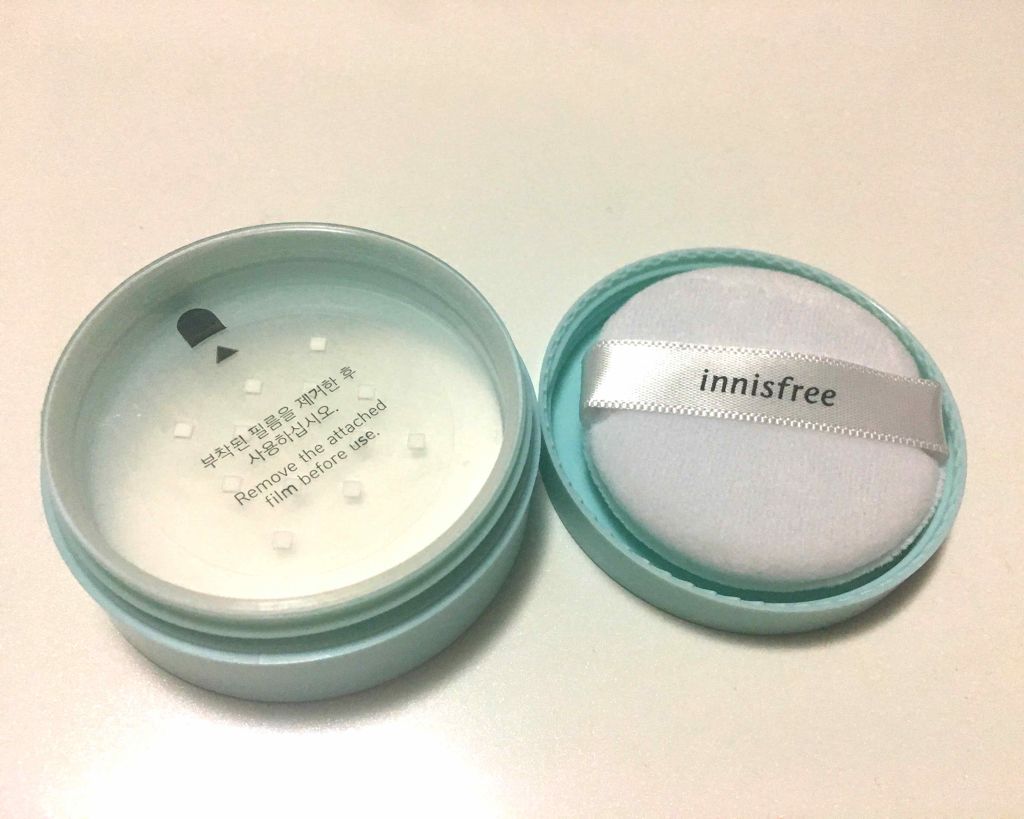 부착된 필름을 제거한 후
사용하십시오.
Remove the attached
film before use.
innisfree